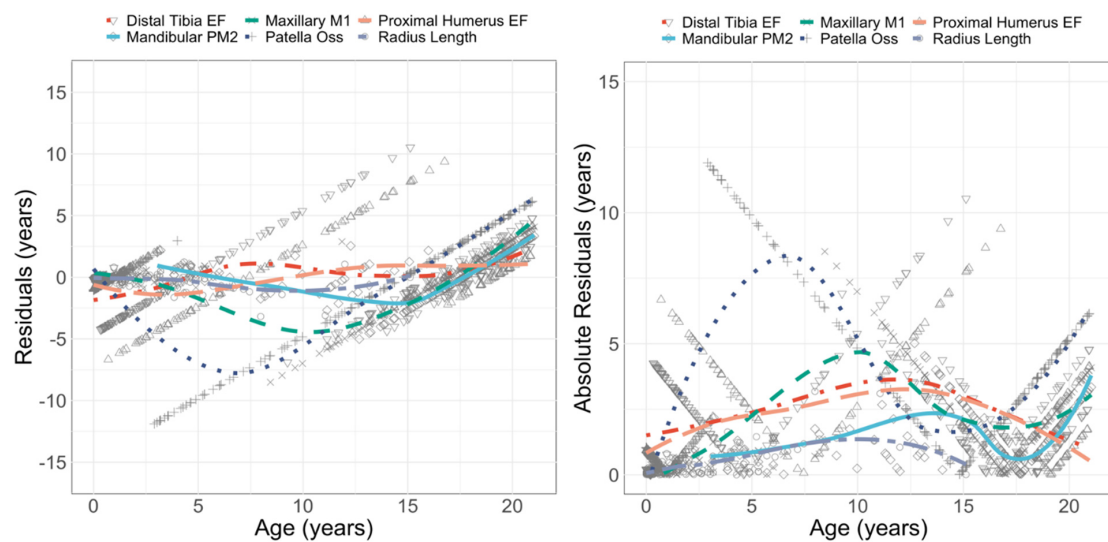 Distal Tibia EF Maxillary M1 Proximal Humerus EF
Mandibular PM2 Patella Oss Radius Length
15
10
5
0
-5
-10
-15
Residuals (years)
0 5 10 15 20
Age (years)
Distal Tibia EF Maxillary M1 Proximal Humerus EF
Mandibular PM2 Patella Oss Radius Length
15
10
5
0
Absolute Residuals (years)
0 5 10 15 20
Age (years)